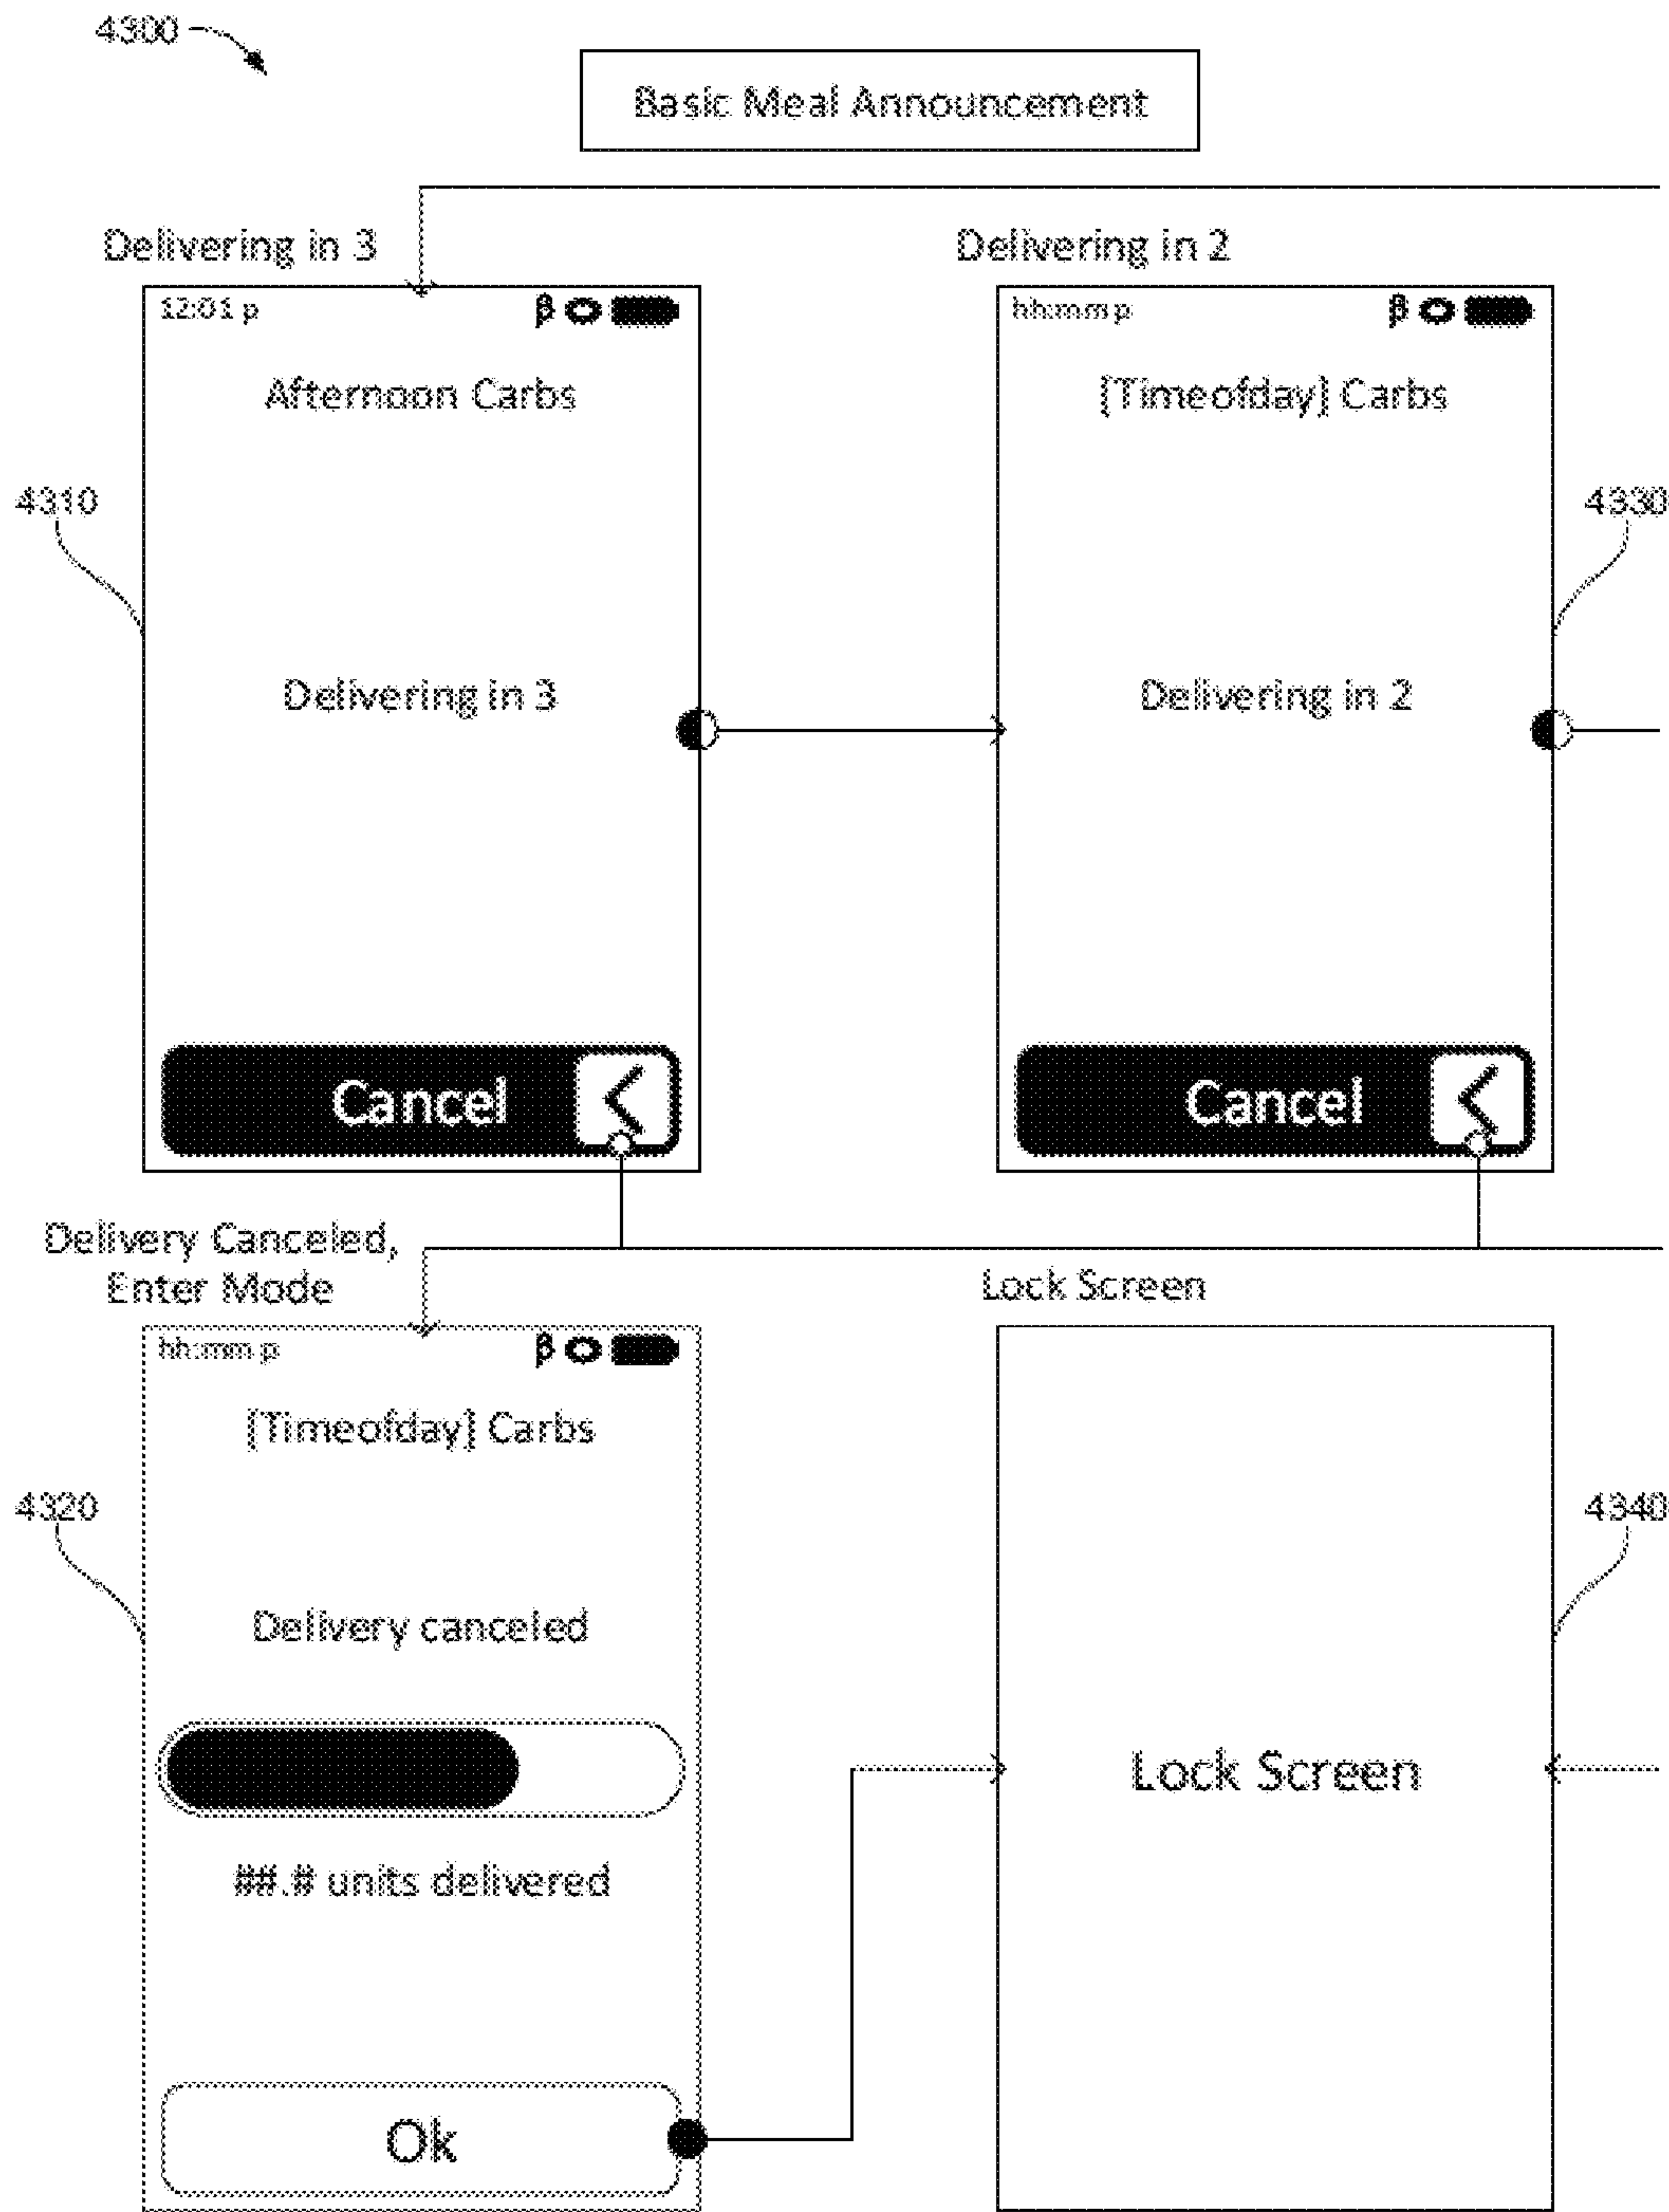 4300
Basic Meal Announcement
Delivering in 3
Delivering in 2
12:01 p
β
hh:mm p
β
Afternoon Carbs
[Timeofday] Carbs
4310
4330
Delivering in 3
Delivering in 2
Cancel
Cancel
Delivery Canceled,
Enter Mode
Lock Screen
hh:mm p
β
[Timeofday] Carbs
4320
4340
Delivery canceled
Lock Screen
##.# units delivered
Ok